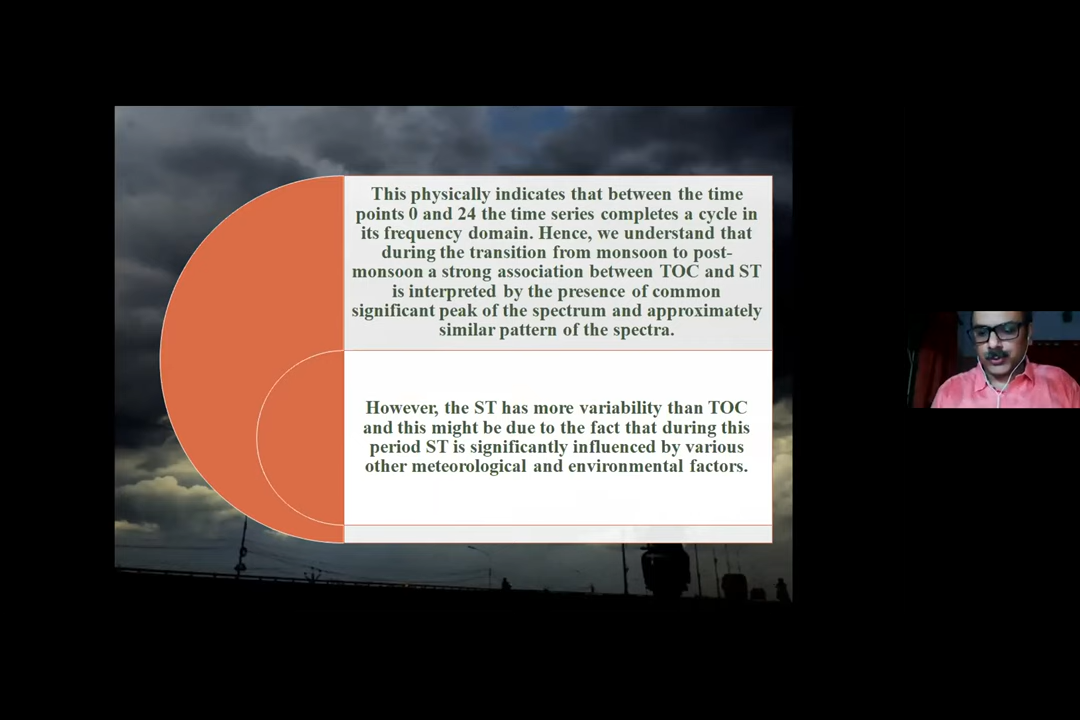 This physically indicates that between the time
points 0 and 24 the time series completes a cycle in
its frequency domain. Hence, we understand that
during the transition from monsoon to post-
monsoon a strong association between TOC and ST
is interpreted by the presence of common
significant peak of the spectrum and approximately
similar pattern of the spectra.
However, the ST has more variability than TOC
and this might be due to the fact that during this
period ST is significantly influenced by various
other meteorological and environmental factors.